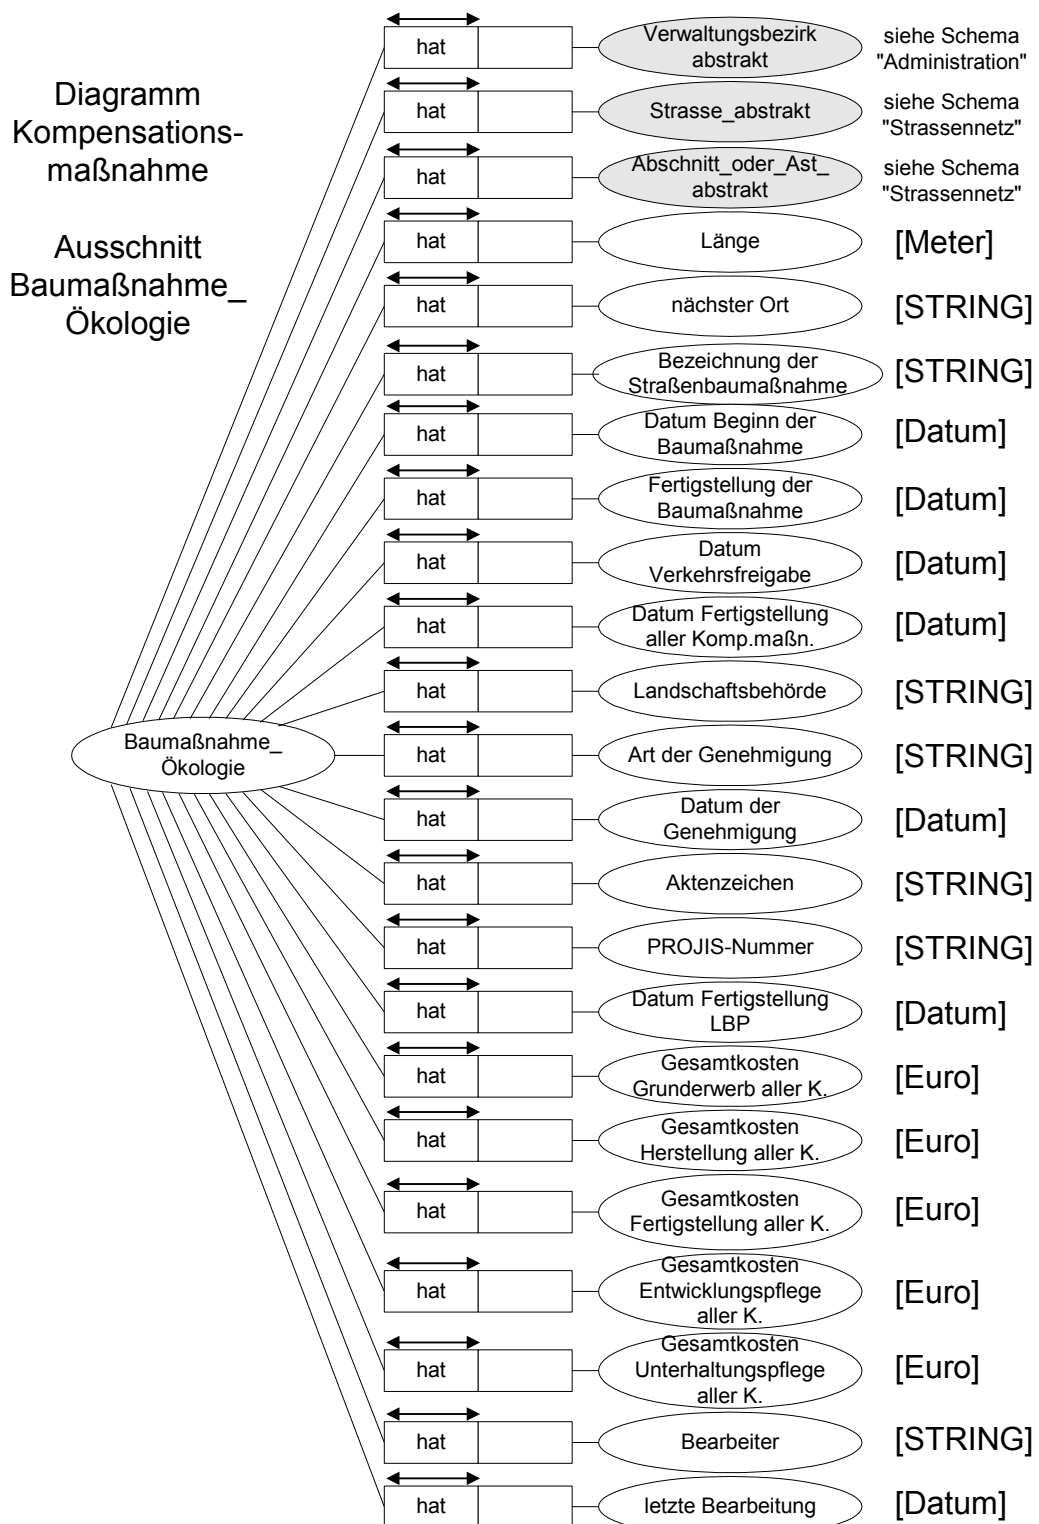 Diagramm
Kompensations-
maßnahme
Ausschnitt
Baumaßnahme_
Ökologie
Baumaßnahme_
Ökologie
hat
Verwaltungsbezirk
abstrakt
siehe Schema
"Administration"
hat
Strasse_abstrakt
siehe Schema
"Strassennetz"
hat
Abschnitt_oder_Ast_
abstrakt
siehe Schema
"Strassennetz"
hat
Länge
[Meter]
hat
nächster Ort
[STRING]
hat
Bezeichnung der
Straßenbaumaßnahme
[STRING]
hat
Datum Beginn der
Baumaßnahme
[Datum]
hat
Fertigstellung der
Baumaßnahme
[Datum]
hat
Datum
Verkehrsfreigabe
[Datum]
hat
Datum Fertigstellung
aller Komp.maßn.
[Datum]
hat
Landschaftsbehörde
[STRING]
hat
Art der Genehmigung
[STRING]
hat
Datum der
Genehmigung
[Datum]
hat
Aktenzeichen
[STRING]
hat
PROJIS-Nummer
[STRING]
hat
Datum Fertigstellung
LBP
[Datum]
hat
Gesamtkosten
Grunderwerb aller K.
[Euro]
hat
Gesamtkosten
Herstellung aller K.
[Euro]
hat
Gesamtkosten
Fertigstellung aller K.
[Euro]
hat
Gesamtkosten
Entwicklungspflege
aller K.
[Euro]
hat
Gesamtkosten
Unterhaltungspflege
aller K.
[Euro]
hat
Bearbeiter
[STRING]
hat
letzte Bearbeitung
[Datum]